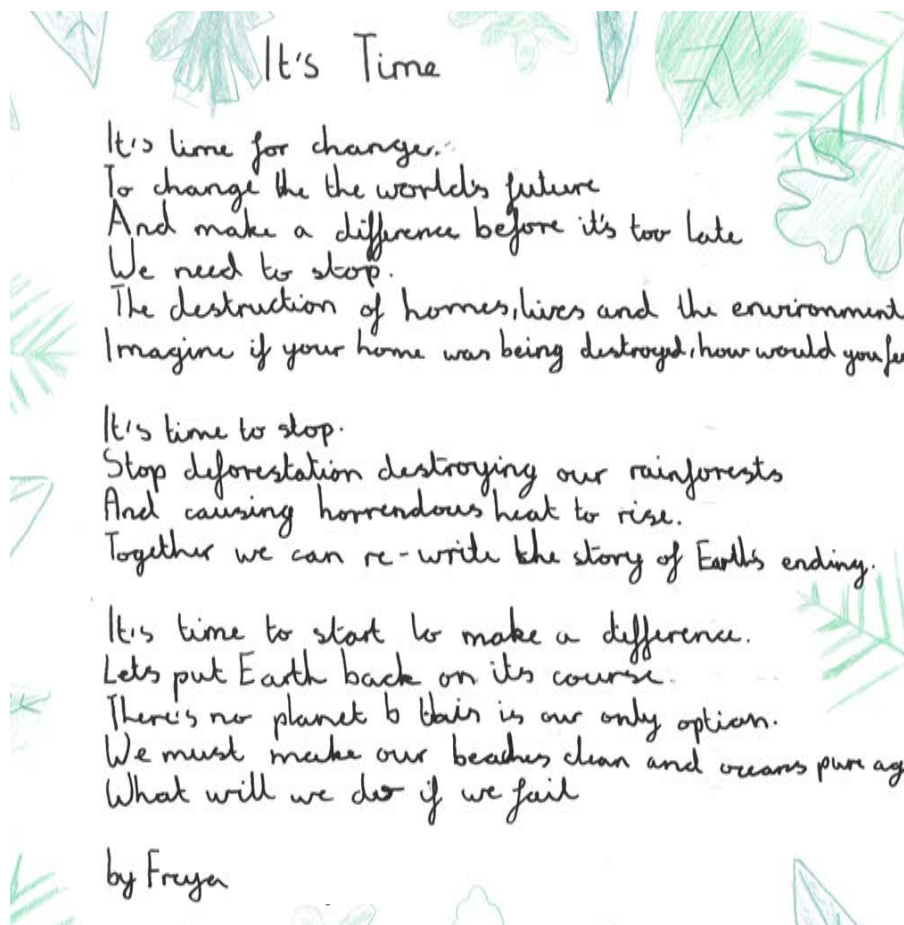 It's Time
It's time for change.
To change the the world's future
And make a difference before it's too late
We need to stop.
The destruction of homes, lives and the environment
Imagine if your home was being destroyed, how would you
It's time to stop.
Stop deforestation destroying our rainforests
And causing horrendous heat to rise.
Together we can re-write the story of Earth's ending.
It's time to start to make a difference.
Lets put Earth back on its course.
There's no planet b this is our only option.
We must make our beaches clean and oceans pure
What will we do if we fail
by Freya